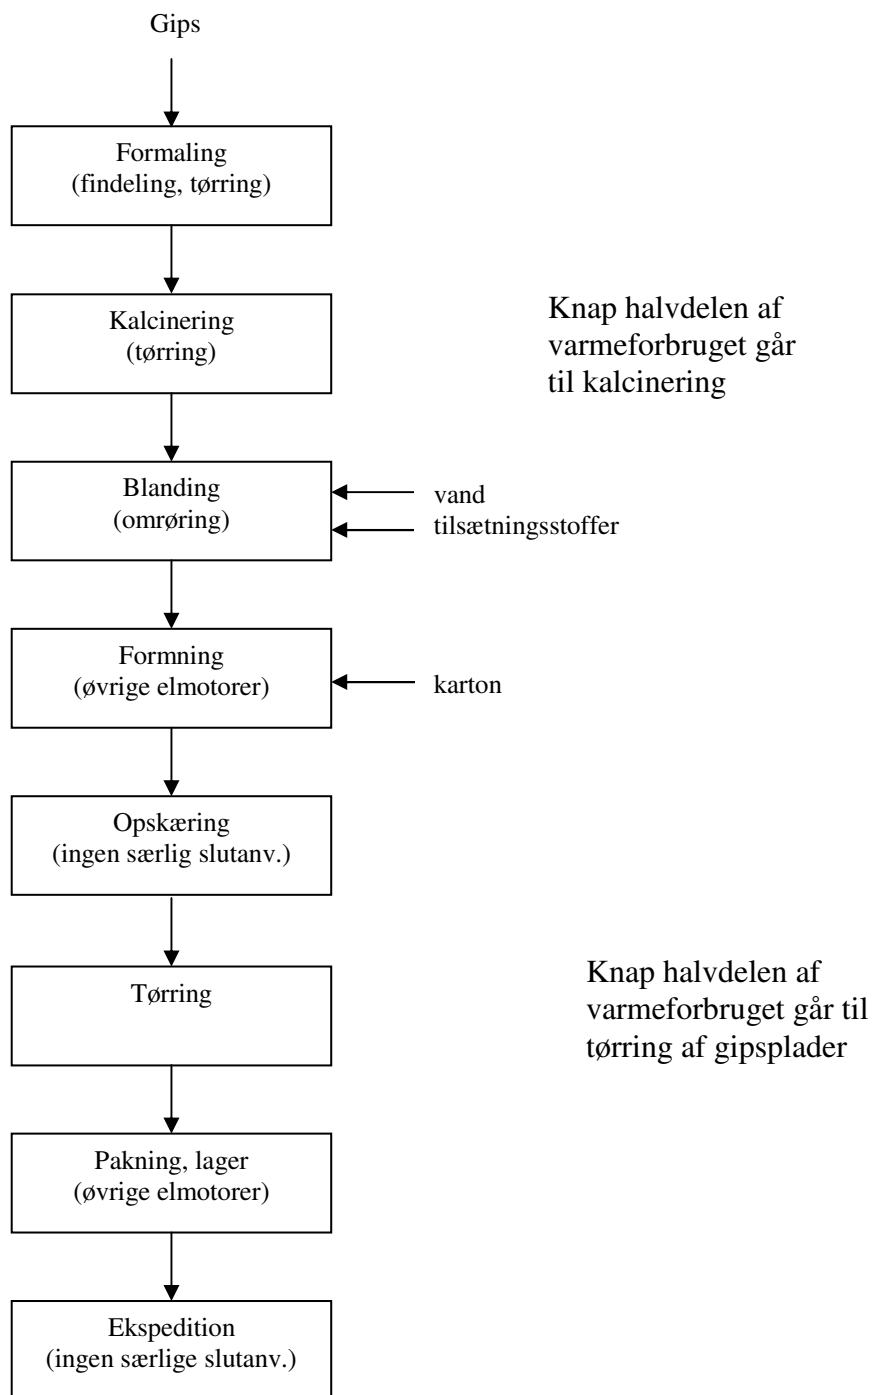 Gips
Formaling
(findeling, tørring)
Kalcinering
(tørring)
Knap halvdelen af
varmeforbruget går
til kalcinering
Blanding
(omrøring)
vand
tilsætningsstoffer
Formning
(øvrige elmotorer)
karton
Opskæring
(ingen særlig slutanv.)
Tørring
Knap halvdelen af
varmeforbruget går til
tørring af gipsplader
Pakning, lager
(øvrige elmotorer)
Ekspedition
(ingen særlige slutanv.)